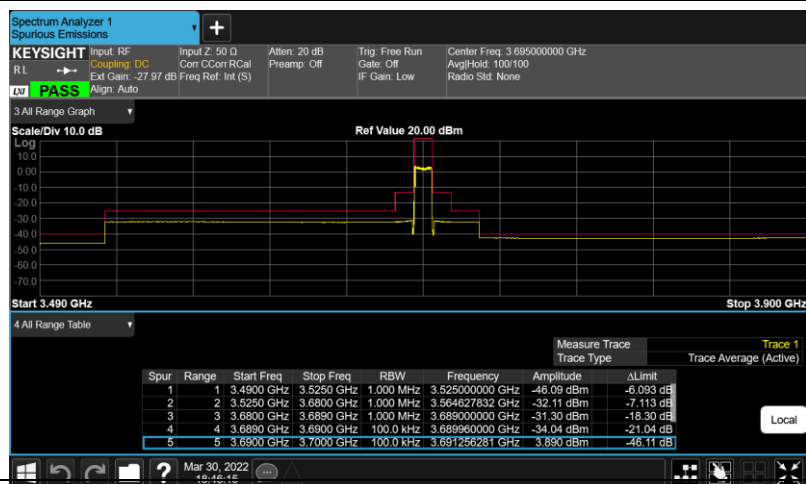 Spectrum Analyzer 1
Spurious Emissions
+
KEYSIGHT Input: RF Input Z: 50 Ω Atten: 20 dB Trig: Free Run Center Freq: 3.695000000 GHz
Coupling: DC Corr CCorr RCal Preamp: Off Gate: Off Avg|Hold: 100/100
R L Ext Gain: -27.97 dB Freq Ref: Int (S) IF Gain: Low Radio Std: None
LXI PASS Align: Auto
3 All Range Graph
Scale/Div 10.0 dB Ref Value 20.00 dBm
Log
10.0
0.00
-10.0
-20.0
-30.0
-40.0
-50.0
-60.0
-70.0
Start 3.490 GHz Stop 3.900 GHz
4 All Range Table
Measure Trace Trace 1
Trace Type Trace Average (Active)
Spur Range Start Freq Stop Freq RBW Frequency Amplitude ΔLimit
1 1 3.4900 GHz 3.5250 GHz 1.000 MHz 3.525000000 GHz -46.09 dBm -6.093 dB
2 2 3.5250 GHz 3.6800 GHz 1.000 MHz 3.564627832 GHz -32.11 dBm -7.113 dB
3 3 3.6800 GHz 3.6890 GHz 1.000 MHz 3.689000000 GHz -31.30 dBm -18.30 dB
4 4 3.6890 GHz 3.6900 GHz 100.0 kHz 3.689960000 GHz -34.04 dBm -21.04 dB
5 5 3.6900 GHz 3.7000 GHz 100.0 kHz 3.691256281 GHz 3.890 dBm -46.11 dB
Local
? Mar 30, 2022
18:46:15